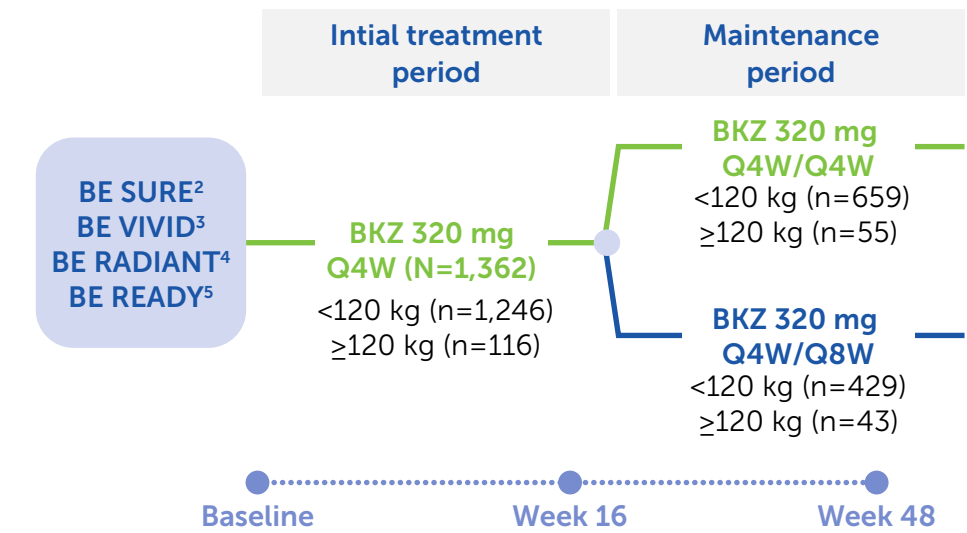 Intial treatment
period
Maintenance
period
BE SURE²
BE VIVID³
BE RADIANT⁴
BE READY⁵
BKZ 320 mg
Q4W (N=1,362)
<120 kg (n=1,246)
≥120 kg (n=116)
BKZ 320 mg
Q4W/Q4W
<120 kg (n=659)
≥120 kg (n=55)
BKZ 320 mg
Q4W/Q8W
<120 kg (n=429)
≥120 kg (n=43)
Baseline
Week 16
Week 48